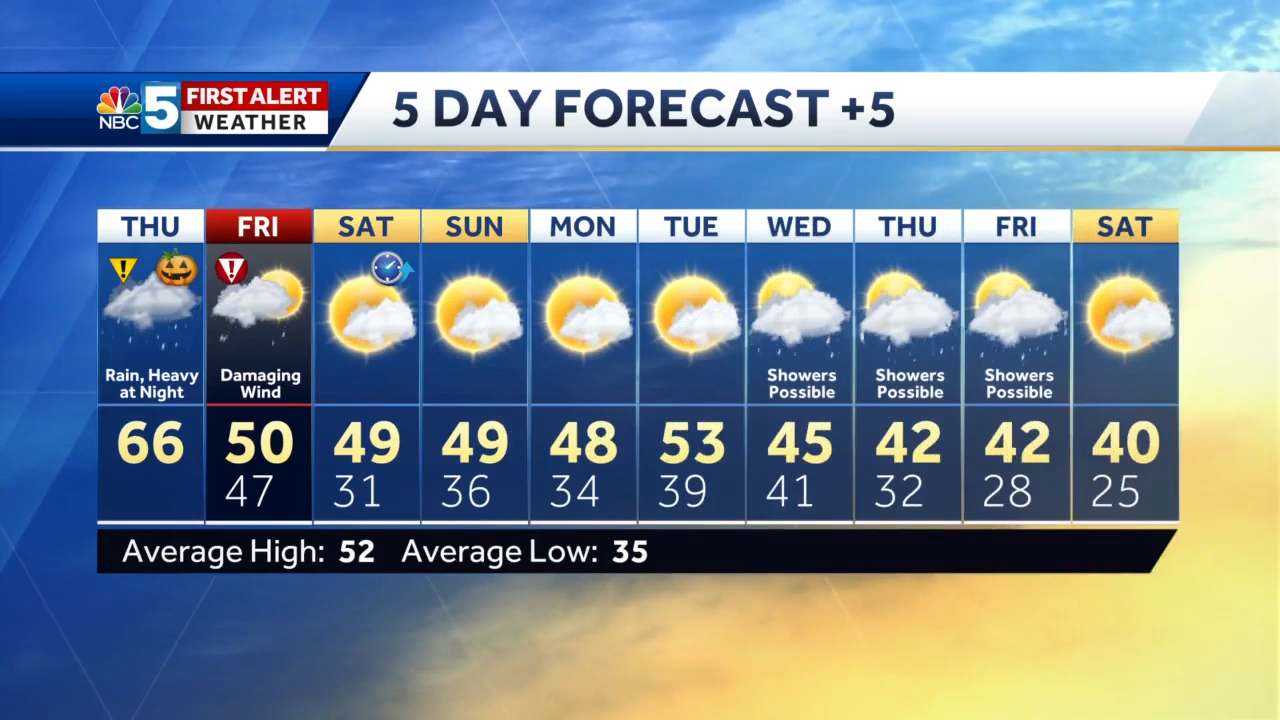 NBC 5 FIRST ALERT
WEATHER
5 DAY FORECAST +5
THU FRI SAT SUN MON TUE WED THU FRI SAT
! !
Rain, Heavy Damaging Showers Showers Showers
at Night Wind Possible Possible Possible
66 50 49 49 48 53 45 42 42 40
47 31 36 34 39 41 32 28 25
Average High: 52 Average Low: 35